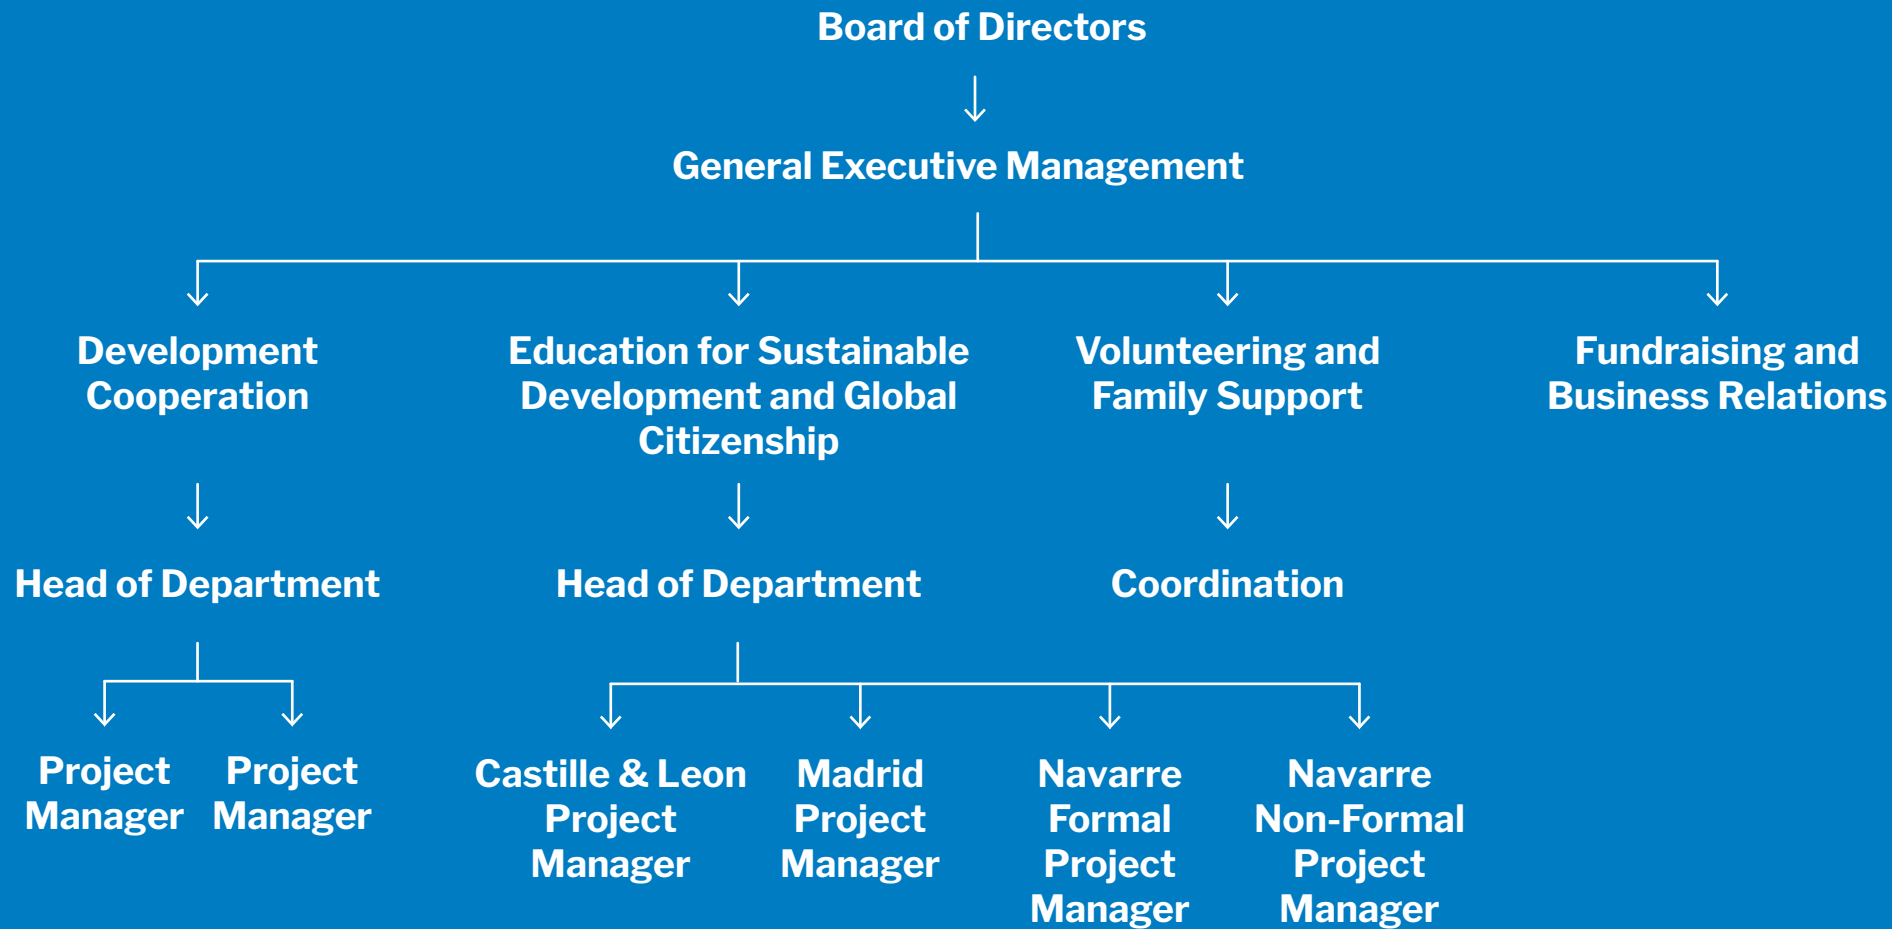 Board of Directors
General Executive Management
Development
Cooperation
Education for Sustainable
Development and Global
Citizenship
Volunteering and
Family Support
Fundraising and
Business Relations
Head of Department
Head of Department
Coordination
Project
Manager
Project
Manager
Castille & Leon
Project
Manager
Madrid
Project
Manager
Navarre
Formal
Project
Manager
Navarre
Non-Formal
Project
Manager